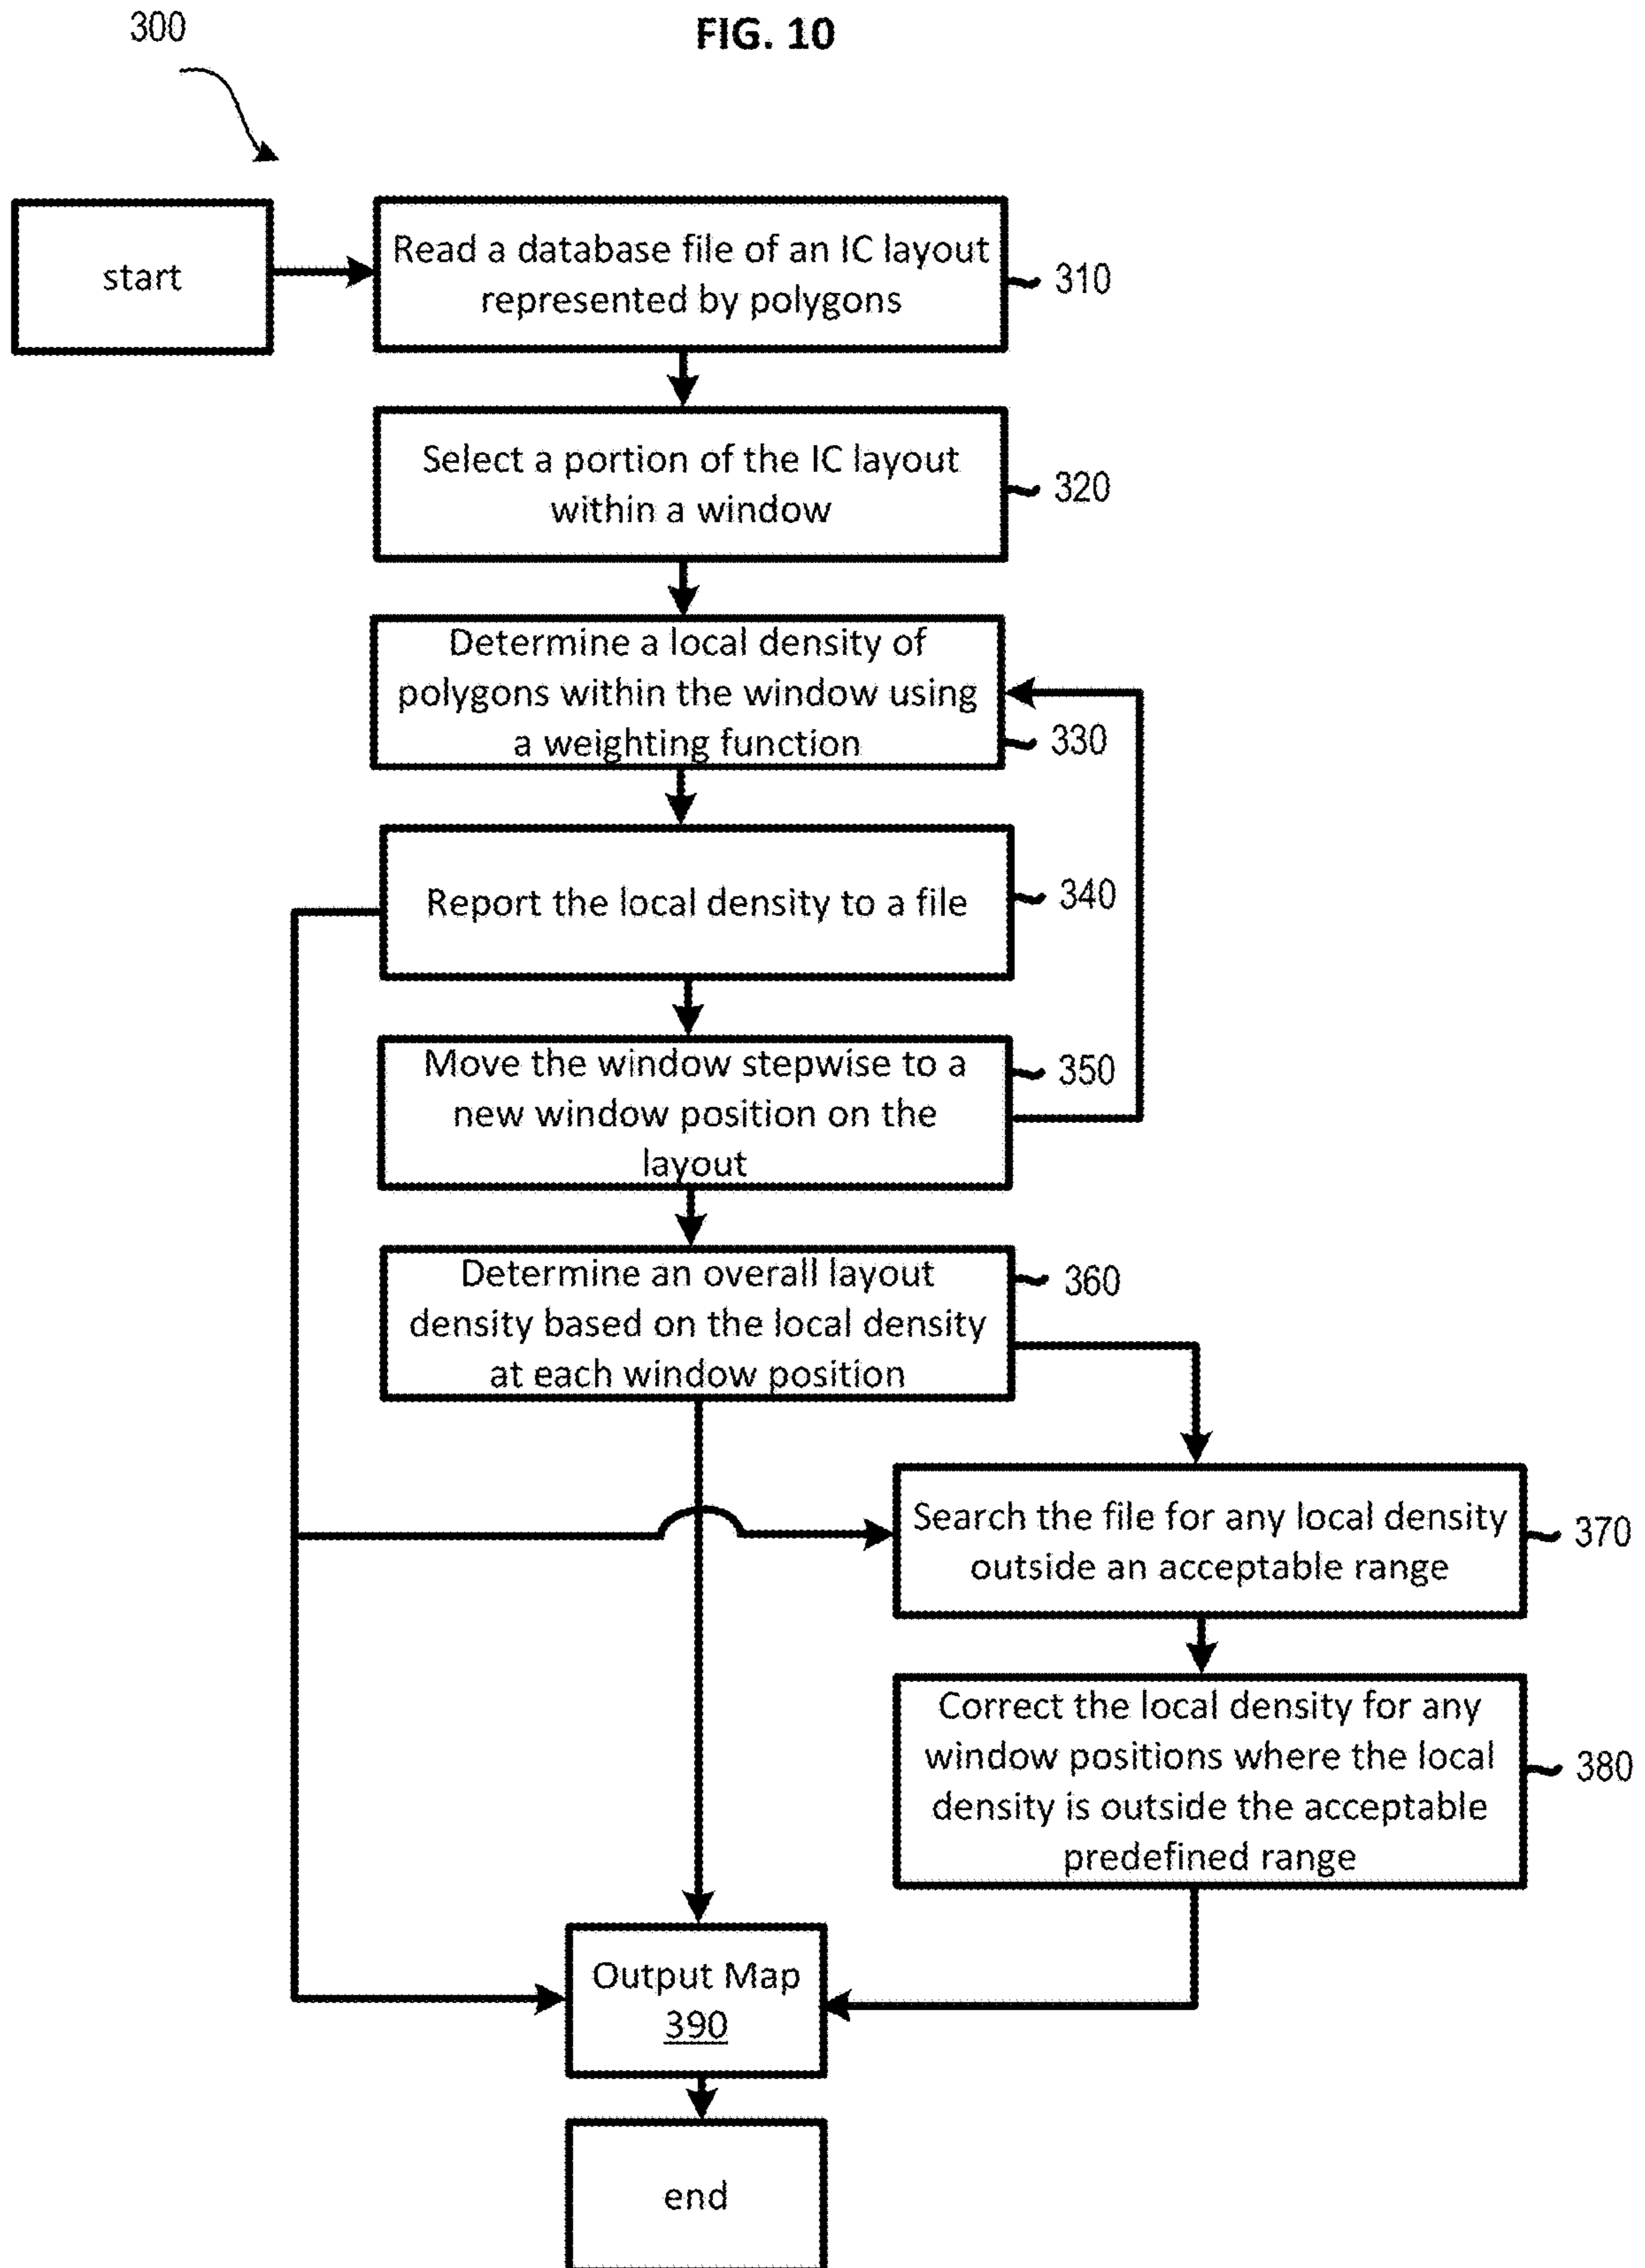 300
FIG. 10
start
Read a database file of an IC layout
represented by polygons
310
Select a portion of the IC layout
within a window
320
Determine a local density of
polygons within the window using
a weighting function
330
Report the local density to a file
340
Move the window stepwise to a
new window position on the
layout
350
Determine an overall layout
density based on the local density
at each window position
360
Search the file for any local density
outside an acceptable range
370
Correct the local density for any
window positions where the local
density is outside the acceptable
predefined range
380
Output Map
390
end